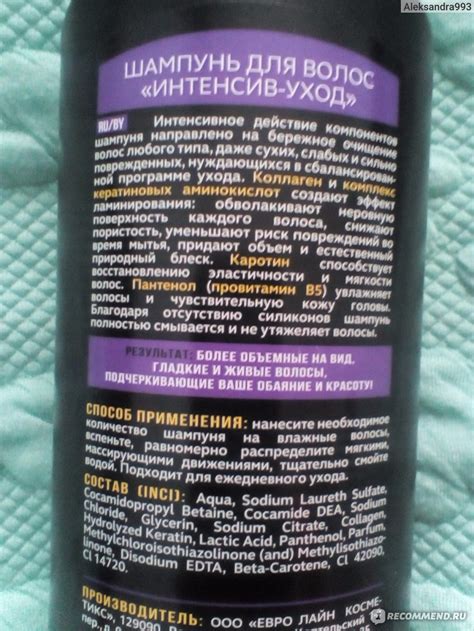 Aleksandra993
ШАМПУНЬ ДЛЯ ВОЛОС
«ИНТЕНСИВ-УХОД»
RU/BY Интенсивное действие компонентов
шампуня направлено на бережное очищение
волос любого типа, даже сухих, слабых и сильно
поврежденных, нуждающихся в сбалансирован-
ной программе ухода. Коллаген и комплекс
кератиновых аминокислот создают эффект
ламинирования: обволакивают неровную
поверхность каждого волоса, снижают
пористость, уменьшают риск повреждений во
время мытья, придают объем и естественный
природный блеск. Каротин способствует
восстановлению эластичности и мягкости
волос. Пантенол (провитамин B5) увлажняет
волосы и чувствительную кожу головы.
Благодаря отсутствию силиконов шампунь
полностью смывается и не утяжеляет волосы.
РЕЗУЛЬТАТ: БОЛЕЕ ОБЪЕМНЫЕ НА ВИД,
ГЛАДКИЕ И ЖИВЫЕ ВОЛОСЫ,
ПОДЧЕРКИВАЮЩИЕ ВАШЕ ОБАЯНИЕ И КРАСОТУ!
СПОСОБ ПРИМЕНЕНИЯ: нанесите необходимое
количество шампуня на влажные волосы,
вспеньте, равномерно распределите мягкими,
массирующими движениями, тщательно смойте
водой. Подходит для ежедневного ухода.
СОСТАВ (INCI): Aqua, Sodium Laureth Sulfate,
Cocamidopropyl Betaine, Cocamide DEA, Sodium
Chloride, Glycerin, Sodium Citrate, Collagen,
Hydrolyzed Keratin, Lactic Acid, Panthenol, Parfum,
Methylchloroisothiazolinone (and) Methylisothiazo-
linone, Disodium EDTA, Beta-Carotene, CI 42090,
CI 14720.
ПРОИЗВОДИТЕЛЬ: ООО «ЕВРО ЛАЙН КОСМЕ-
ТИКС», 129090,
пер., д.
RECOMMEND.RU